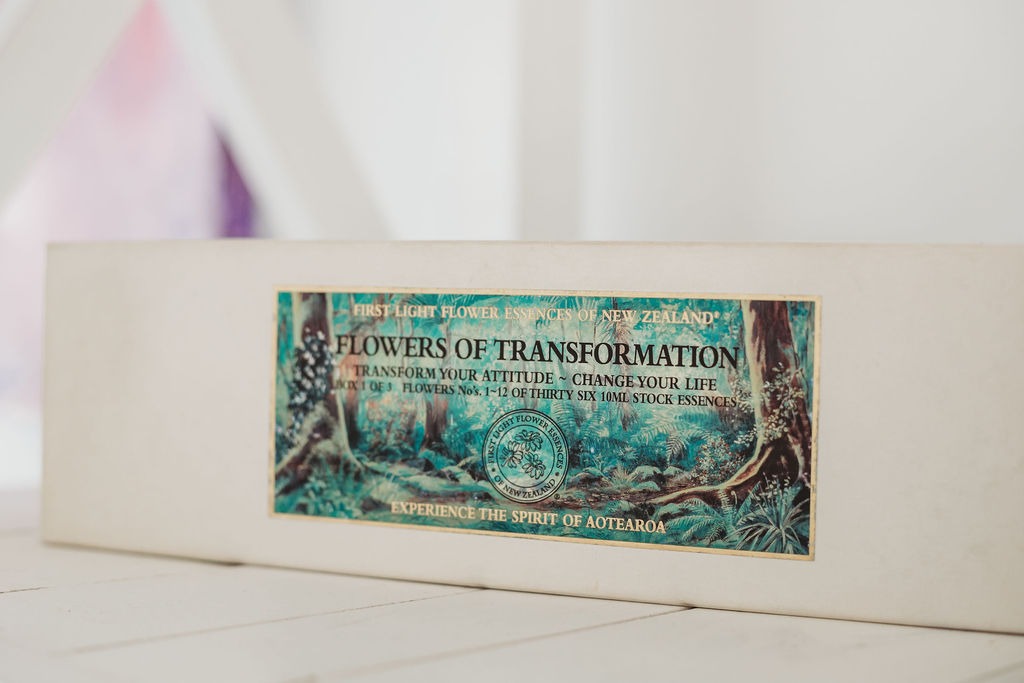 FIRST LIGHT FLOWER ESSENCES OF NEW ZEALAND®
FLOWERS OF TRANSFORMATION
TRANSFORM YOUR ATTITUDE ~ CHANGE YOUR LIFE
BOX 1 OF 3 FLOWERS No's. 1~12 OF THIRTY SIX 10ML STOCK ESSENCES
• FIRST LIGHT FLOWER ESSENCES •
OF NEW ZEALAND
EXPERIENCE THE SPIRIT OF AOTEAROA